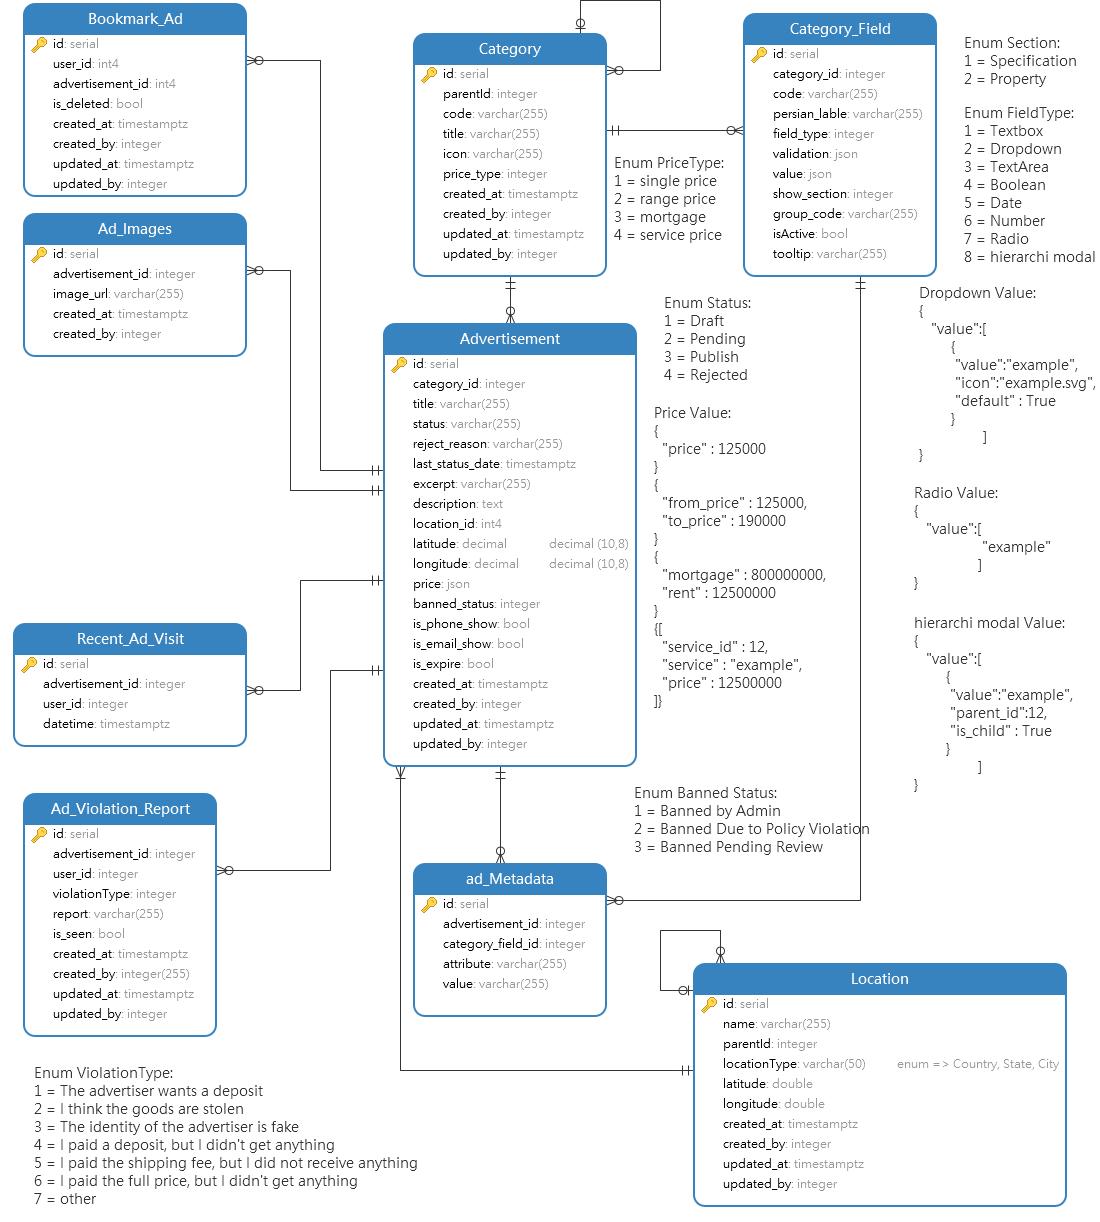 Bookmark_Ad
id: serial
user_id: int4
advertisement_id: int4
is_deleted: bool
created_at: timestamptz
created_by: integer
updated_at: timestamptz
updated_by: integer
Ad_Images
id: serial
advertisement_id: integer
image_url: varchar(255)
created_at: timestamptz
created_by: integer
Category
id: serial
parentId: integer
code: varchar(255)
title: varchar(255)
icon: varchar(255)
price_type: integer
created_at: timestamptz
created_by: integer
updated_at: timestamptz
updated_by: integer
Enum PriceType:
1 = single price
2 = range price
3 = mortgage
4 = service price
Category_Field
id: serial
category_id: integer
code: varchar(255)
persian_lable: varchar(255)
field_type: integer
validation: json
value: json
show_section: integer
group_code: varchar(255)
isActive: bool
tooltip: varchar(255)
Enum Section:
1 = Specification
2 = Property
Enum FieldType:
1 = Textbox
2 = Dropdown
3 = TextArea
4 = Boolean
5 = Date
6 = Number
7 = Radio
8 = hierarchi modal
Advertisement
id: serial
category_id: integer
title: varchar(255)
status: varchar(255)
reject_reason: varchar(255)
last_status_date: timestamptz
excerpt: varchar(255)
description: text
location_id: int4
latitude: decimal decimal (10,8)
longitude: decimal decimal (10,8)
price: json
banned_status: integer
is_phone_show: bool
is_email_show: bool
is_expire: bool
created_at: timestamptz
created_by: integer
updated_at: timestamptz
updated_by: integer
Enum Status:
1 = Draft
2 = Pending
3 = Publish
4 = Rejected
Price Value:
{
"price" : 125000
}
{
"from_price" : 125000,
"to_price" : 190000
}
{
"mortgage" : 800000000,
"rent" : 12500000
}
{[
"service_id" : 12,
"service" : "example",
"price" : 12500000
]}
Dropdown Value:
{
"value":[
{
"value":"example",
"icon":"example.svg",
"default" : True
}
]
}
Radio Value:
{
"value":[
"example"
]
}
hierarchi modal Value:
{
"value":[
{
"value":"example",
"parent_id":12,
"is_child" : True
}
]
}
Recent_Ad_Visit
id: serial
advertisement_id: integer
user_id: integer
datetime: timestamptz
Ad_Violation_Report
id: serial
advertisement_id: integer
user_id: integer
violationType: integer
report: varchar(255)
is_seen: bool
created_at: timestamptz
created_by: integer(255)
updated_at: timestamptz
updated_by: integer
Enum Banned Status:
1 = Banned by Admin
2 = Banned Due to Policy Violation
3 = Banned Pending Review
ad_Metadata
id: serial
advertisement_id: integer
category_field_id: integer
attribute: varchar(255)
value: varchar(255)
Location
id: serial
name: varchar(255)
parentId: integer
locationType: varchar(50) enum => Country, State, City
latitude: double
longitude: double
created_at: timestamptz
created_by: integer
updated_at: timestamptz
updated_by: integer
Enum ViolationType:
1 = The advertiser wants a deposit
2 = I think the goods are stolen
3 = The identity of the advertiser is fake
4 = I paid a deposit, but I didn't get anything
5 = I paid the shipping fee, but I did not receive anything
6 = I paid the full price, but I didn't get anything
7 = other